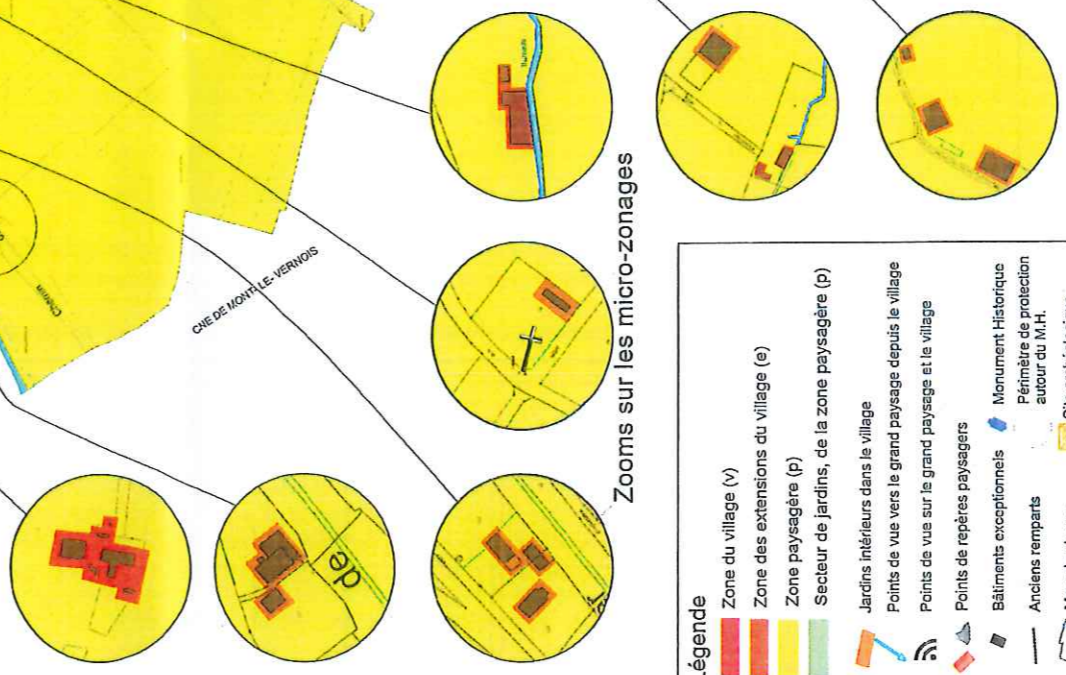 Chemin
CNE DE MONT-LE-VERNOIS
de
Zooms sur les micro-zonages
Légende
Zone du village (v)
Zone des extensions du village (e)
Zone paysagère (p)
Secteur de jardins, de la zone paysagère (p)
Jardins intérieurs dans le village
Points de vue vers le grand paysage depuis le village
Points de vue sur le grand paysage et le village
Points de repères paysagers
Bâtiments exceptionnels
Monument Historique
Anciens remparts
Périmètre de protection
autour du M.H.